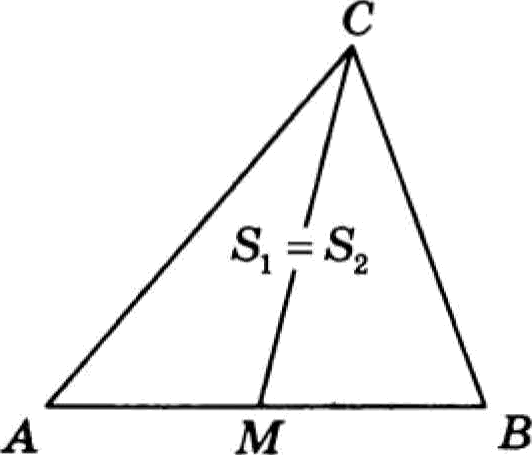 C
S₁ = S₂
A M B